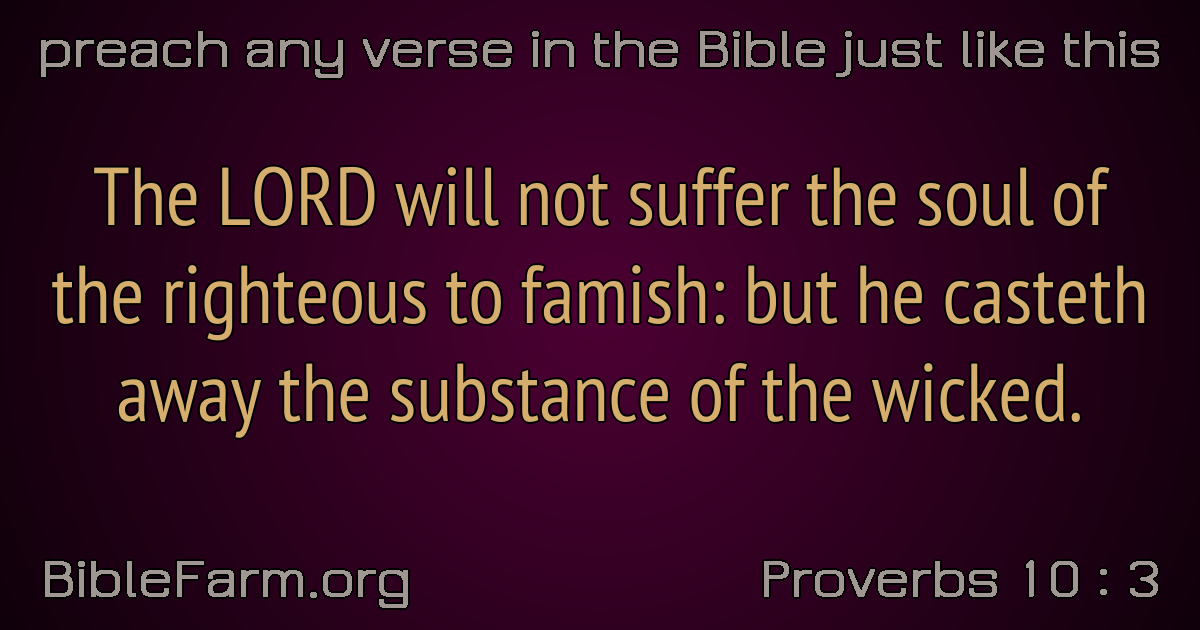 preach any verse in the Bible just like this
The LORD will not suffer the soul of
the righteous to famish: but he casteth
away the substance of the wicked.
BibleFarm.org
Proverbs 10 : 3